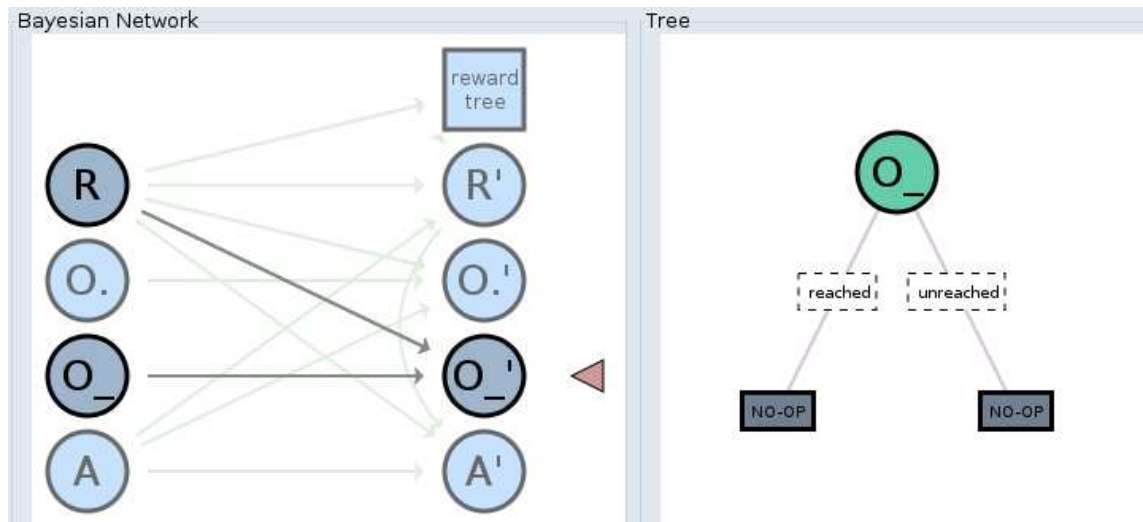 Bayesian Network
reward
tree
R
R'
O.
O.'
O_
O_'
A
A'
Tree
O_
reached
unreached
NO-OP
NO-OP